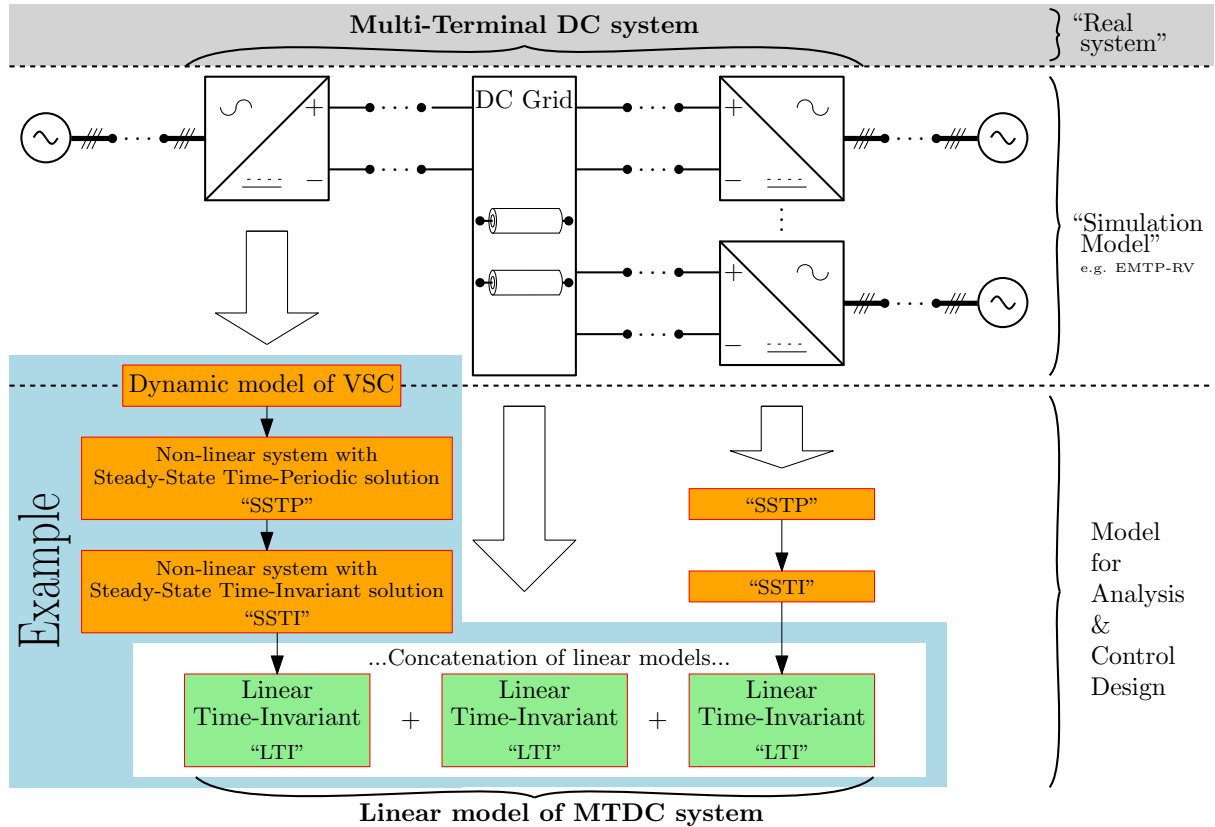 Multi-Terminal DC system
“Real
system”
DC Grid
+
−
+
−
+
−
“Simulation
Model”
e.g. EMTP-RV
Dynamic model of VSC
Non-linear system with
Steady-State Time-Periodic solution
“SSTP”
Non-linear system with
Steady-State Time-Invariant solution
“SSTI”
Example
“SSTP”
“SSTI”
Model
for
Analysis
&
Control
Design
...Concatenation of linear models...
Linear
Time-Invariant
“LTI”
+
Linear
Time-Invariant
“LTI”
+
Linear
Time-Invariant
“LTI”
Linear model of MTDC system